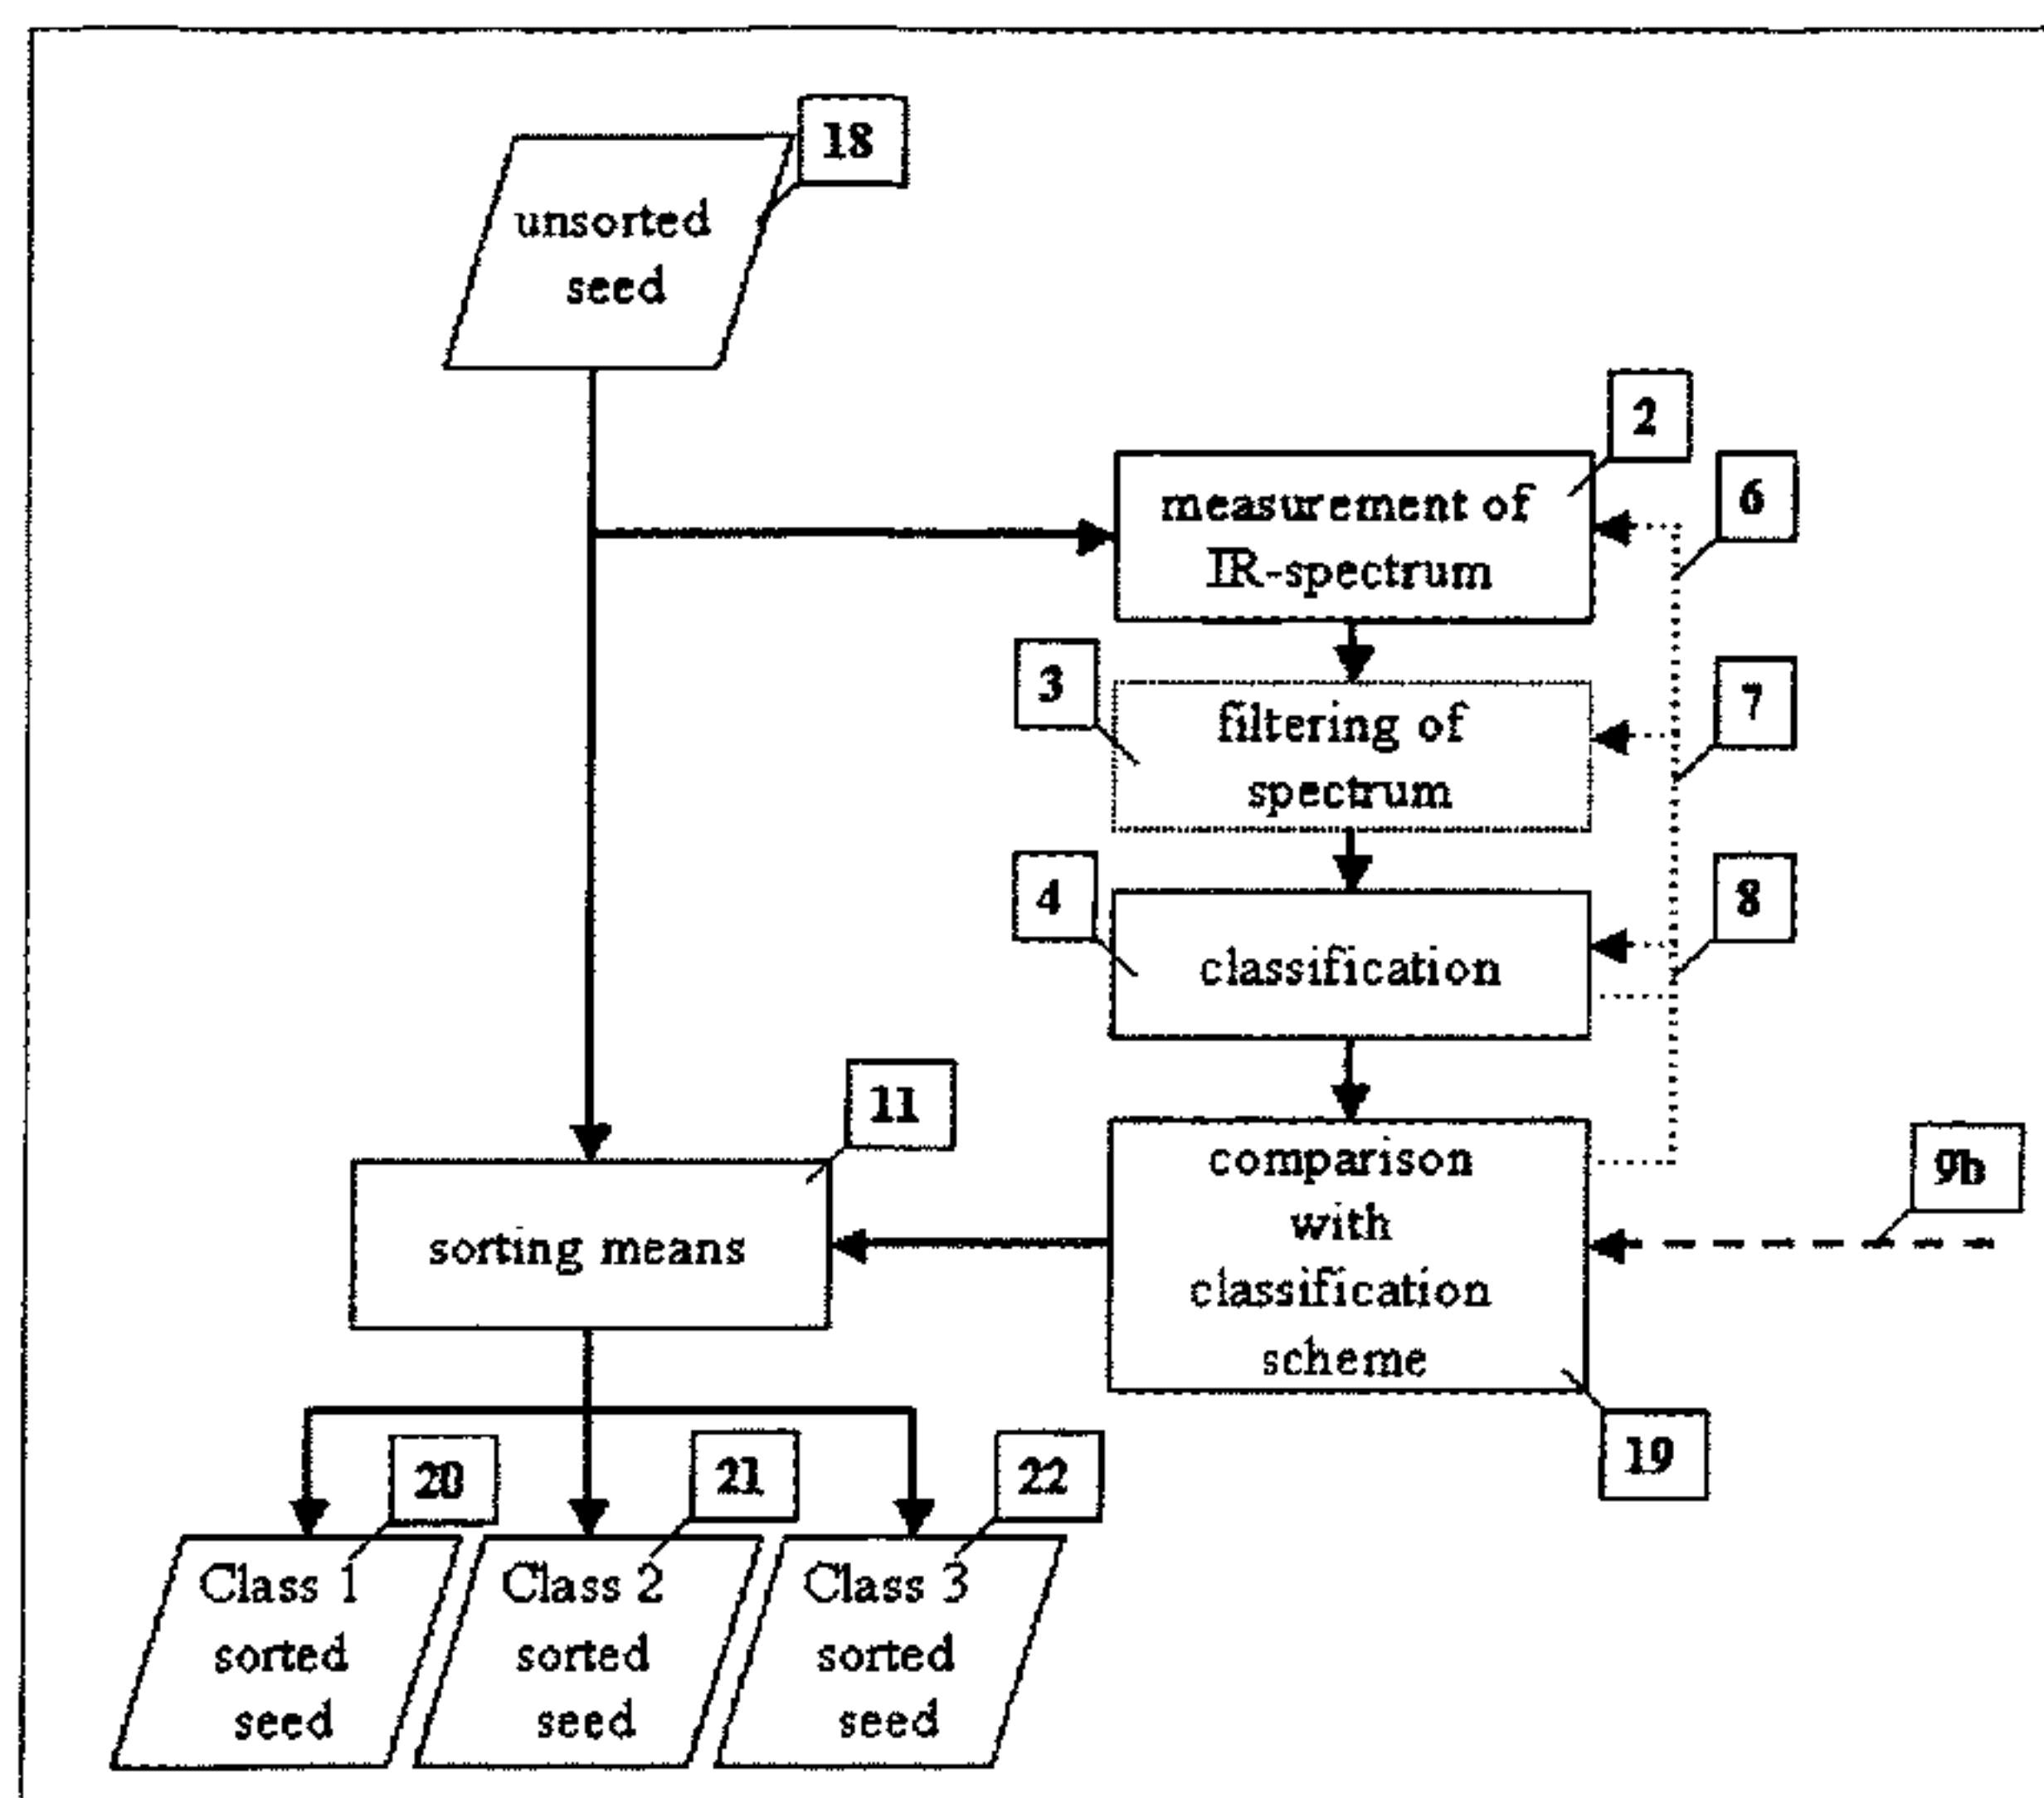 18
unsorted
seed
2
measurement of
IR-spectrum
6
3
filtering of
spectrum
7
4
classification
8
11
sorting means
comparison
with
classification
scheme
9b
19
20
21
22
Class 1
sorted
seed
Class 2
sorted
seed
Class 3
sorted
seed